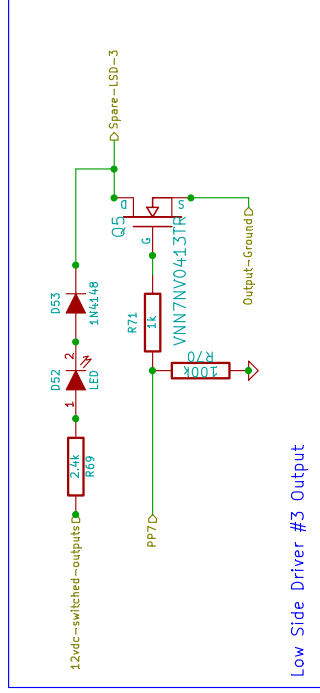 Spare-LSD-3
D
S
Q5
G
VNN7NV0413TR
Output-Ground
D53
1N4148
R71
1k
R70
100k
2
D52
LED
1
2.4k
R69
12vdc-switched-outputs
PP7
Low Side Driver #3 Output